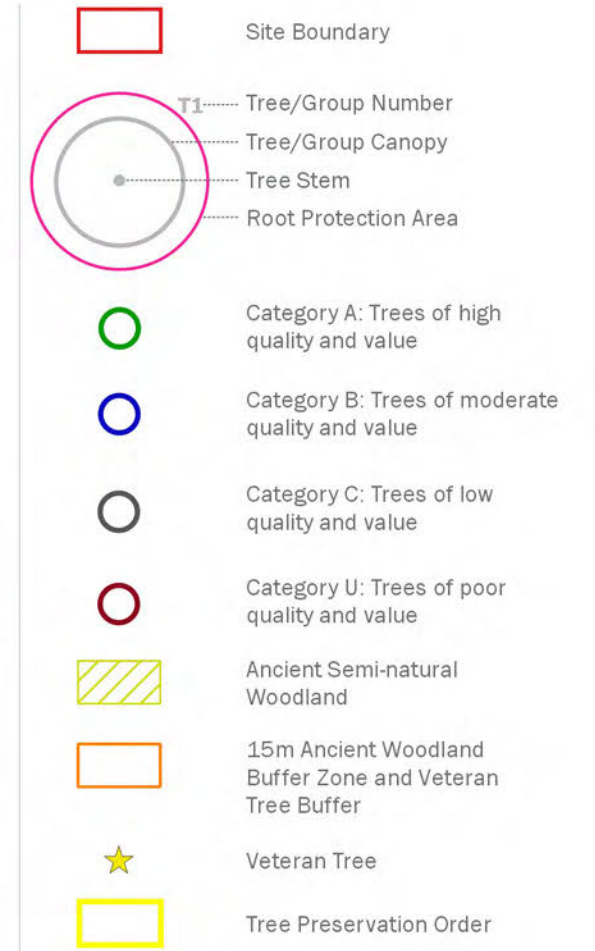 Site Boundary
T1
Tree/Group Number
Tree/Group Canopy
Tree Stem
Root Protection Area
Category A: Trees of high
quality and value
Category B: Trees of moderate
quality and value
Category C: Trees of low
quality and value
Category U: Trees of poor
quality and value
Ancient Semi-natural
Woodland
15m Ancient Woodland
Buffer Zone and Veteran
Tree Buffer
Veteran Tree
Tree Preservation Order